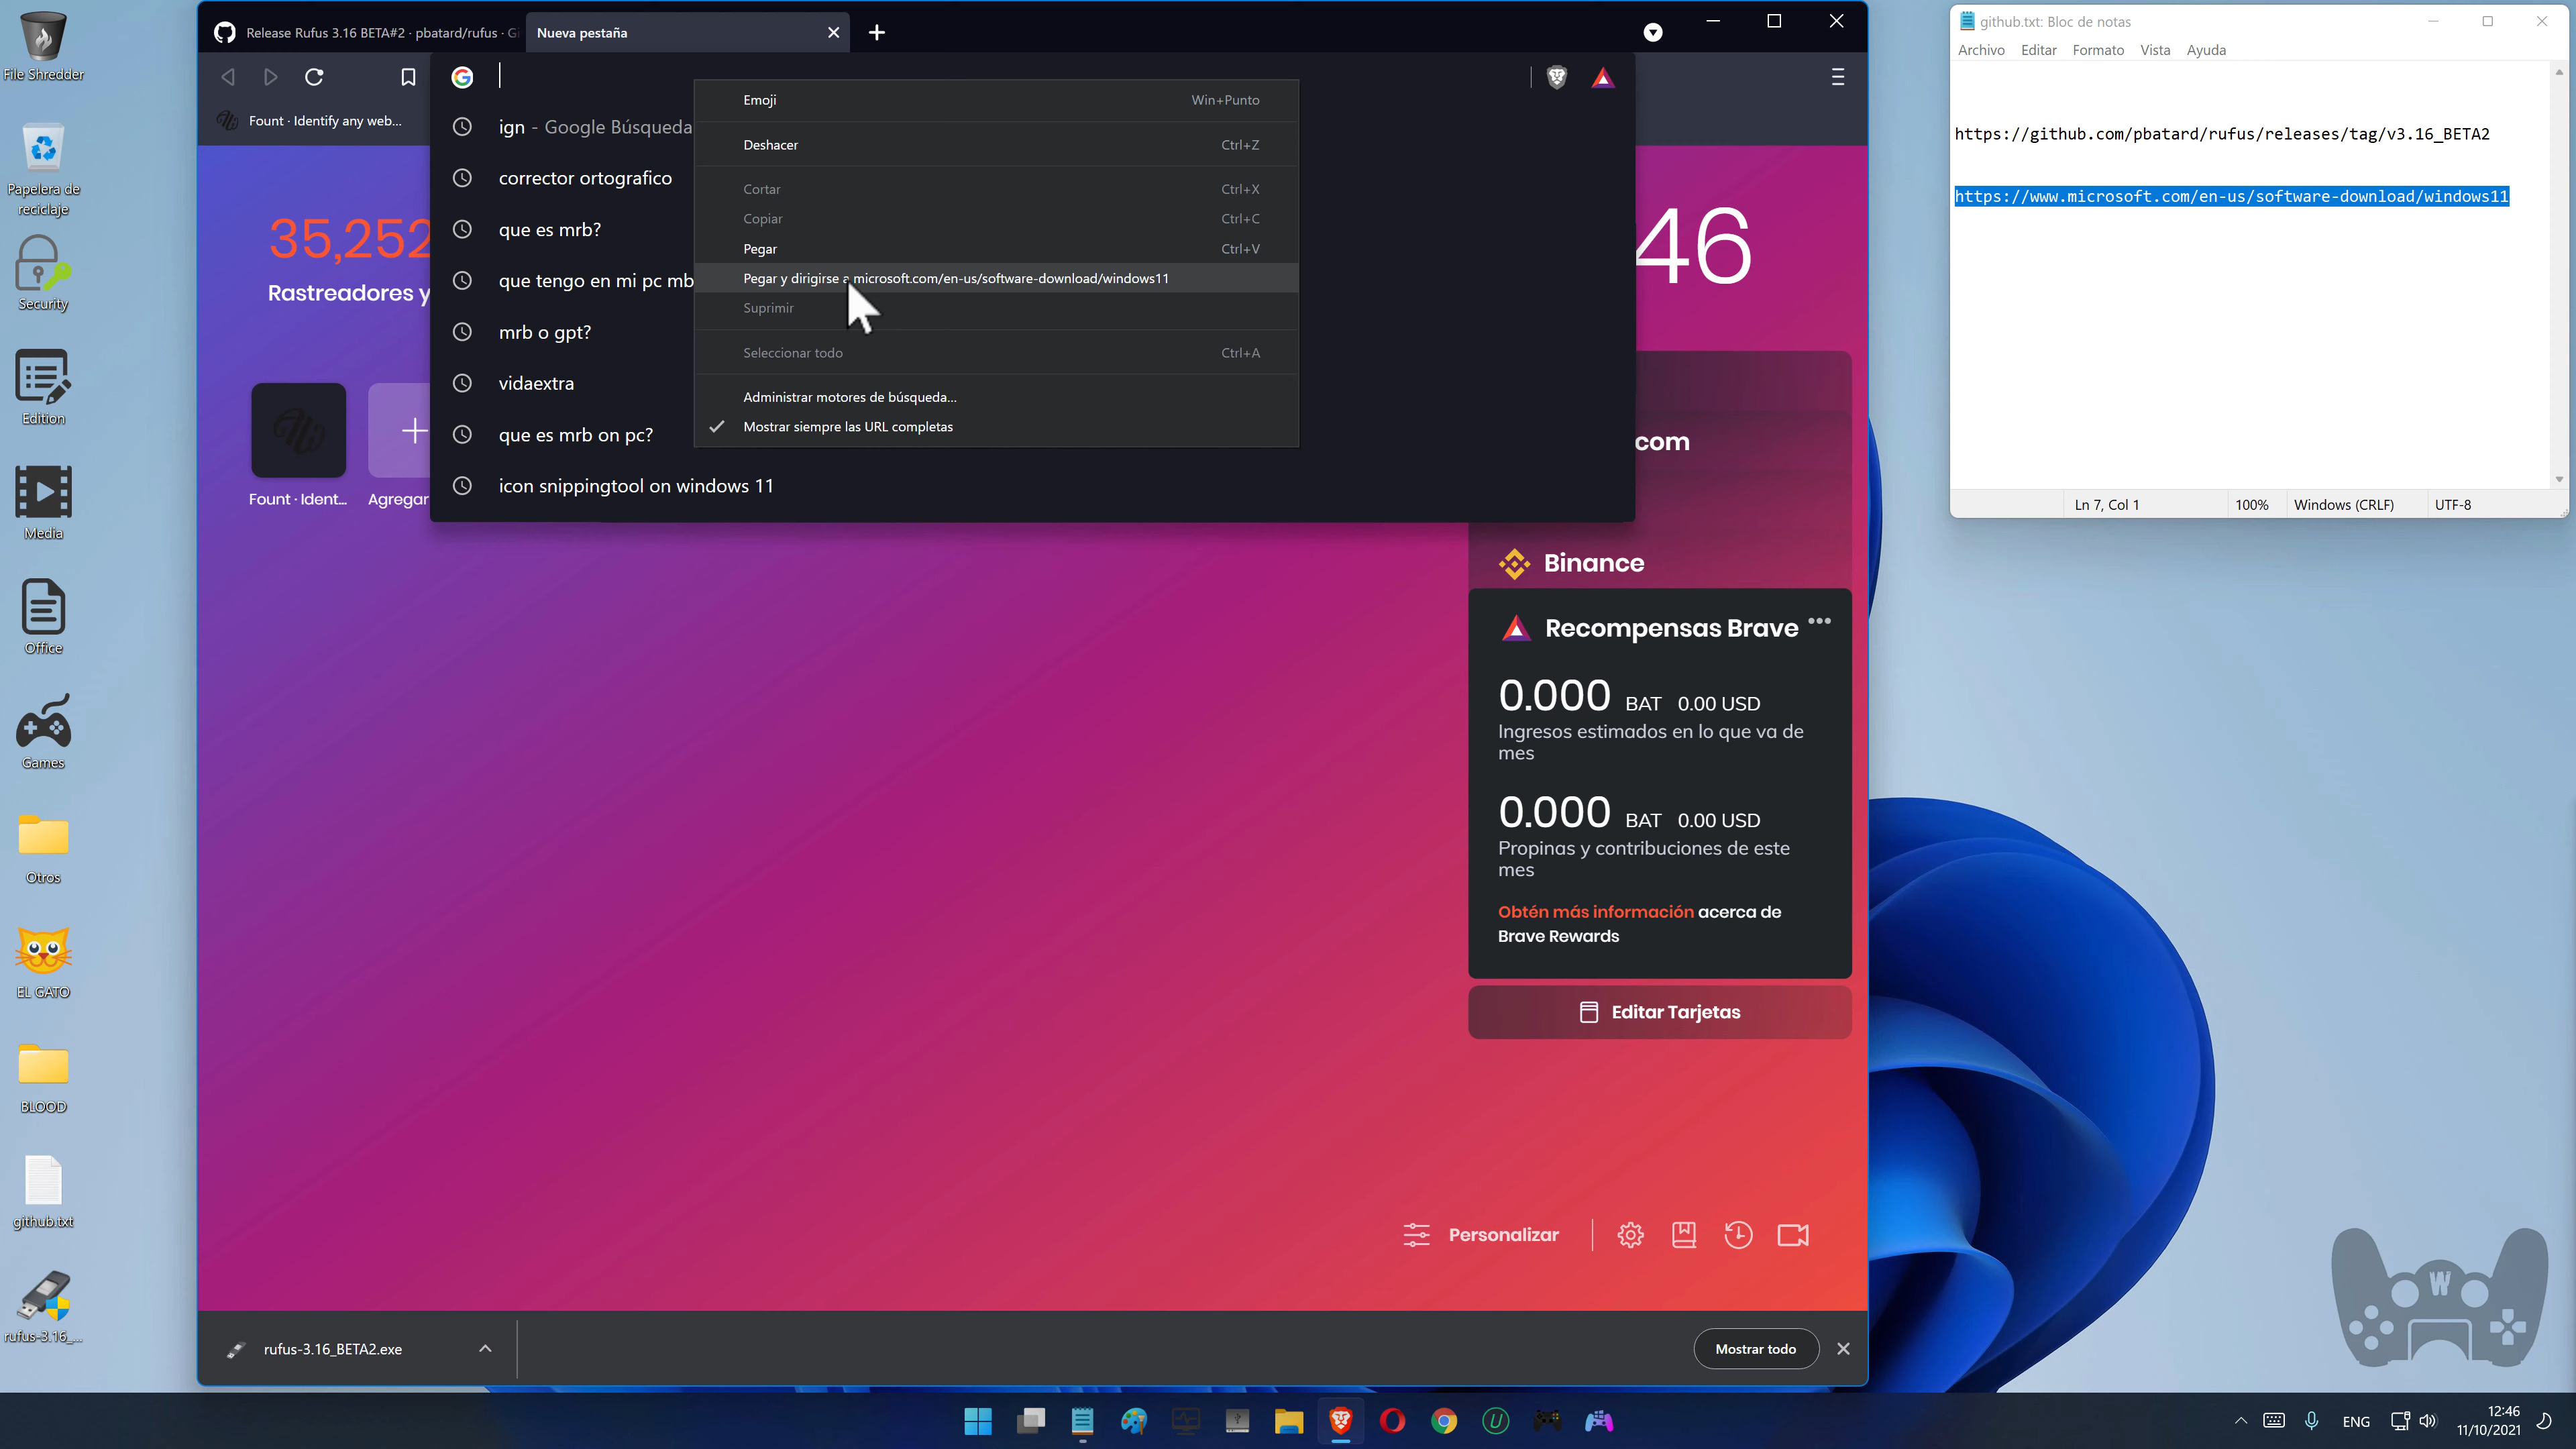 File Shredder
Papelera de
reciclaje
Security
Edition
Media
Office
Games
Otros
EL GATO
BLOOD
github.txt
rufus-3.16_...
Release Rufus 3.16 BETA#2 · pbatard/rufus · Gi
Nueva pestaña
Fount · Identify any web...
ign - Google Búsqueda
corrector ortografico
que es mrb?
que tengo en mi pc mb
mrb o gpt?
vidaextra
que es mrb on pc?
icon snippingtool on windows 11
Emoji Win+Punto
Deshacer Ctrl+Z
Cortar Ctrl+X
Copiar Ctrl+C
Pegar Ctrl+V
Pegar y dirigirse a microsoft.com/en-us/software-download/windows11
Suprimir
Seleccionar todo Ctrl+A
Administrar motores de búsqueda...
Mostrar siempre las URL completas
35,252
Rastreadores y
46
Fount · Ident...
Agregar
com
Binance
Recompensas Brave
0.000 BAT 0.00 USD
Ingresos estimados en lo que va de
mes
0.000 BAT 0.00 USD
Propinas y contribuciones de este
mes
Obtén más información acerca de
Brave Rewards
Editar Tarjetas
Personalizar
rufus-3.16_BETA2.exe
Mostrar todo
github.txt: Bloc de notas
Archivo Editar Formato Vista Ayuda
https://github.com/pbatard/rufus/releases/tag/v3.16_BETA2
https://www.microsoft.com/en-us/software-download/windows11
Ln 7, Col 1 100% Windows (CRLF) UTF-8
W
ENG
12:46
11/10/2021